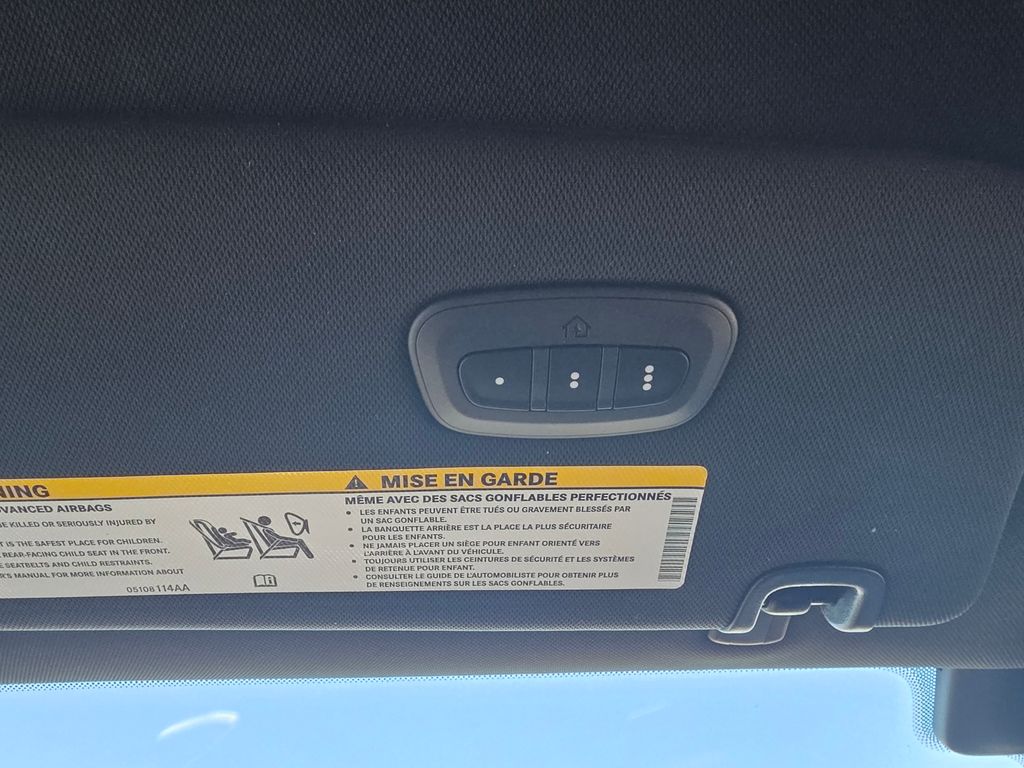 NING
MISE EN GARDE
VANCED AIRBAGS
E KILLED OR SERIOUSLY INJURED BY
T IS THE SAFEST PLACE FOR CHILDREN.
REAR-FACING CHILD SEAT IN THE FRONT.
E SEATBELTS AND CHILD RESTRAINTS.
R'S MANUAL FOR MORE INFORMATION ABOUT
05108114AA
MÊME AVEC DES SACS GONFLABLES PERFECTIONNÉS
• LES ENFANTS PEUVENT ÊTRE TUÉS OU GRAVEMENT BLESSÉS PAR
UN SAC GONFLABLE.
• LA BANQUETTE ARRIÈRE EST LA PLACE LA PLUS SÉCURITAIRE
POUR LES ENFANTS.
• NE JAMAIS PLACER UN SIÈGE POUR ENFANT ORIENTÉ VERS
L'ARRIÈRE À L'AVANT DU VÉHICULE.
• TOUJOURS UTILISER LES CEINTURES DE SÉCURITÉ ET LES SYSTÈMES
DE RETENUE POUR ENFANT.
• CONSULTER LE GUIDE DE L'AUTOMOBILISTE POUR OBTENIR PLUS
DE RENSEIGNEMENTS SUR LES SACS GONFLABLES.